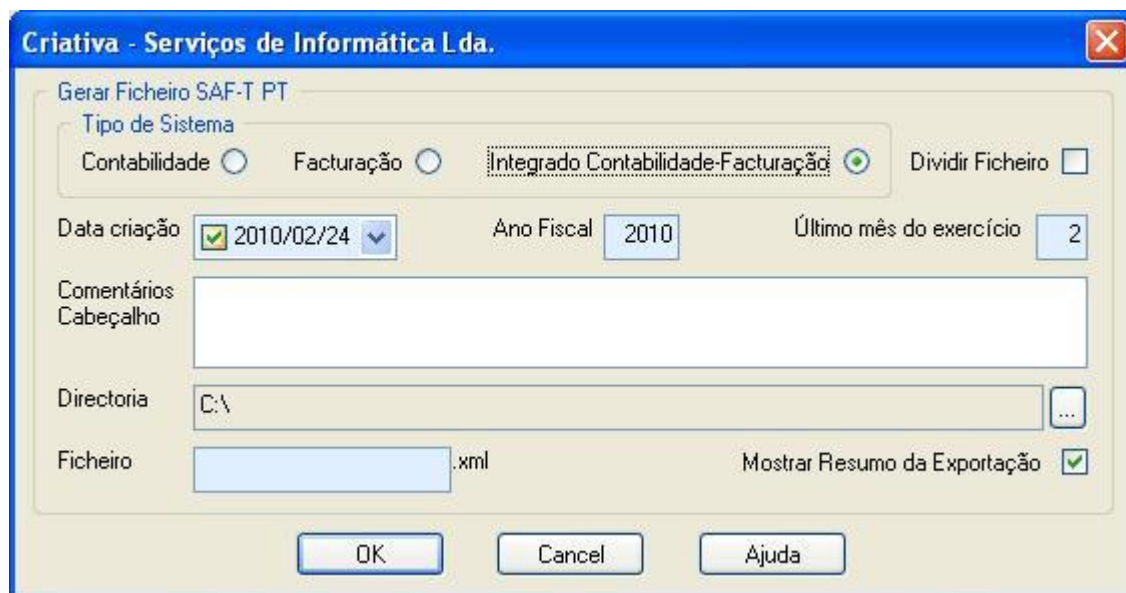 Criativa - Serviços de Informática Lda.
Gerar Ficheiro SAF-T PT
Tipo de Sistema
Contabilidade Facturação Integrado Contabilidade-Facturação Dividir Ficheiro
Data criação 2010/02/24 Ano Fiscal 2010 Último mês do exercício 2
Comentários
Cabeçalho
Directoria C:\ ...
Ficheiro .xml Mostrar Resumo da Exportação
OK Cancel Ajuda